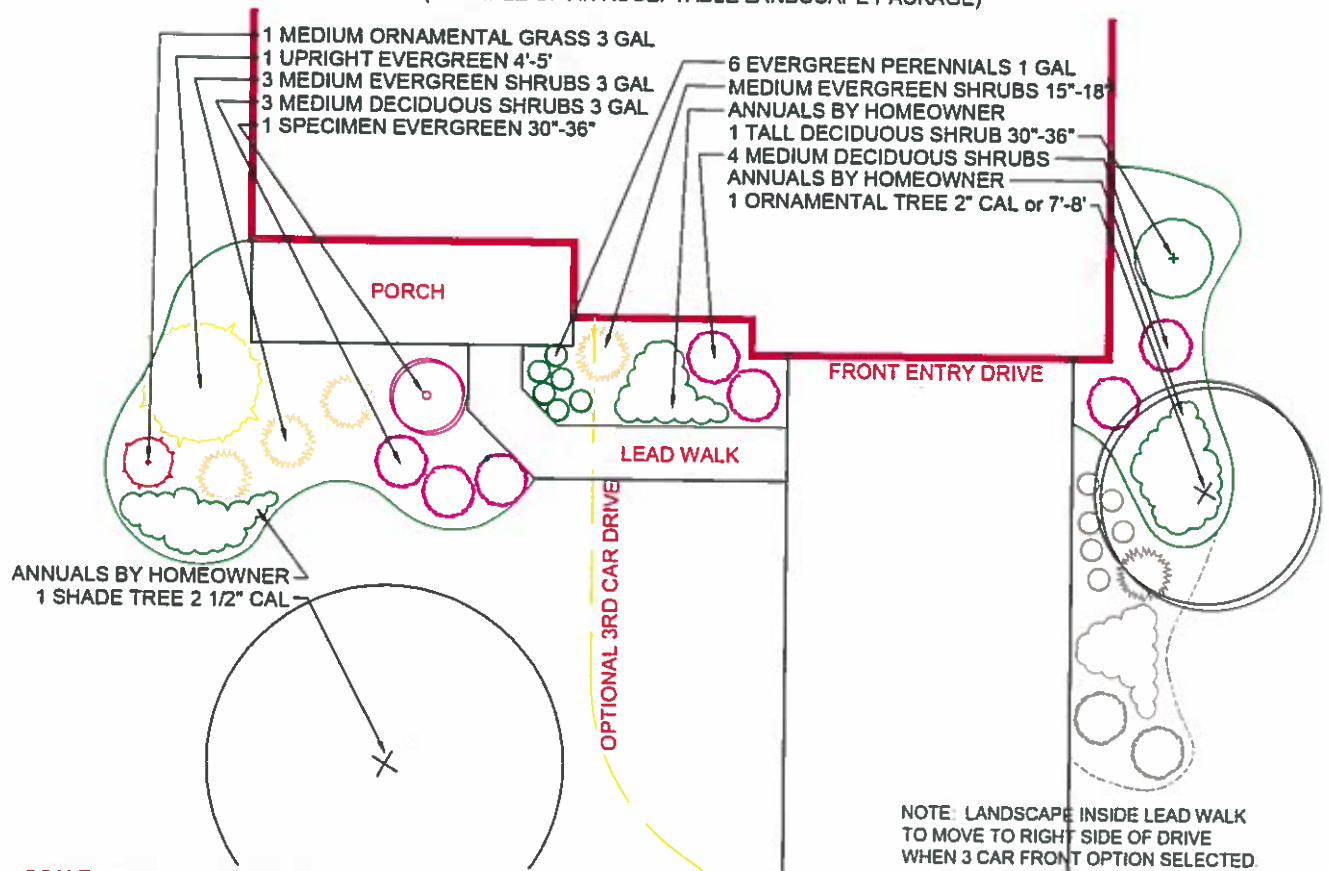 LANDSCAPE PACKAGE)
1 MEDIUM ORNAMENTAL GRASS 3 GAL
1 UPRIGHT EVERGREEN 4'-5'
3 MEDIUM EVERGREEN SHRUBS 3 GAL
3 MEDIUM DECIDUOUS SHRUBS 3 GAL
1 SPECIMEN EVERGREEN 30"-36"
6 EVERGREEN PERENNIALS 1 GAL
MEDIUM EVERGREEN SHRUBS 15"-18"
ANNUALS BY HOMEOWNER
1 TALL DECIDUOUS SHRUB 30"-36"
4 MEDIUM DECIDUOUS SHRUBS
ANNUALS BY HOMEOWNER
1 ORNAMENTAL TREE 2" CAL or 7'-8'
PORCH
FRONT ENTRY DRIVE
LEAD WALK
OPTIONAL 3RD CAR DRIVE
ANNUALS BY HOMEOWNER
1 SHADE TREE 2 1/2" CAL
NOTE: LANDSCAPE INSIDE LEAD WALK
TO MOVE TO RIGHT SIDE OF DRIVE
WHEN 3 CAR FRONT OPTION SELECTED.